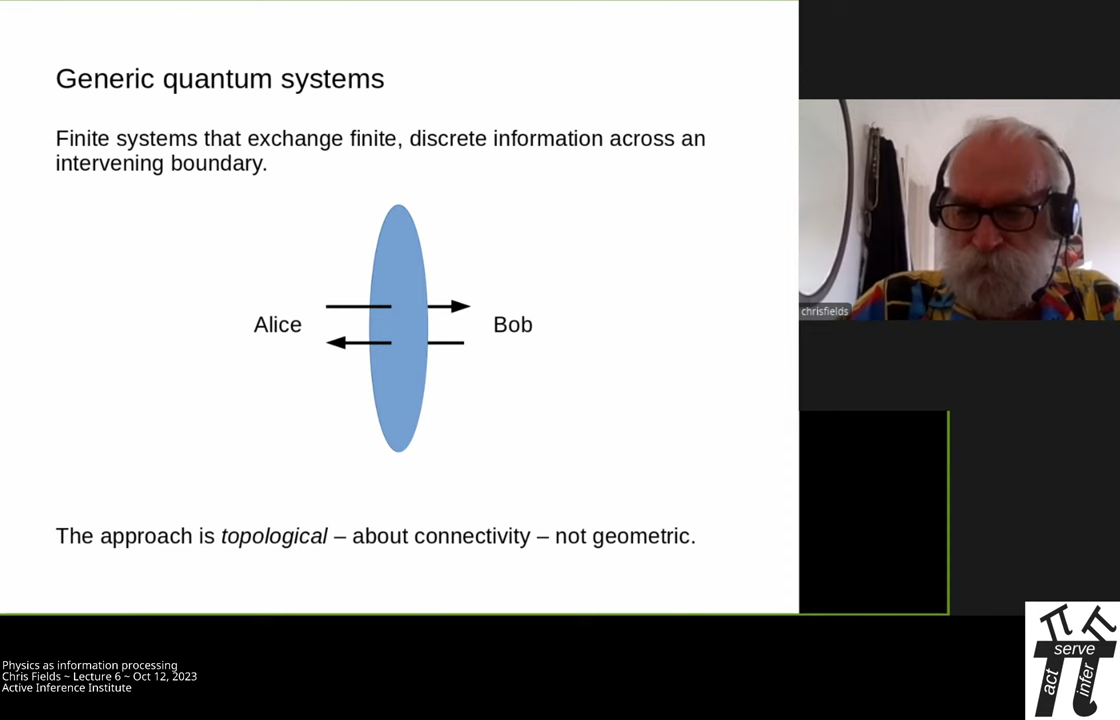 Generic quantum systems
Finite systems that exchange finite, discrete information across an
intervening boundary.
Alice
Bob
The approach is topological – about connectivity – not geometric.
chrisfields
Physics as information processing
Chris Fields ~ Lecture 6 ~ Oct 12, 2023
Active Inference Institute
serve
act
infer